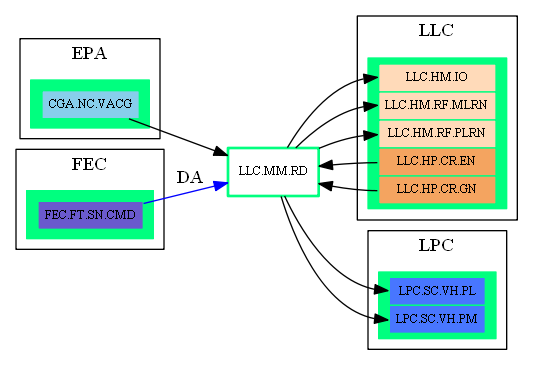 EPA
CGA.NC.VACG
FEC
FEC.FT.SN.CMD
DA
LLC.MM.RD
LLC
LLC.HM.IO
LLC.HM.RF.MLRN
LLC.HM.RF.PLRN
LLC.HP.CR.EN
LLC.HP.CR.GN
LPC
LPC.SC.VH.PL
LPC.SC.VH.PM